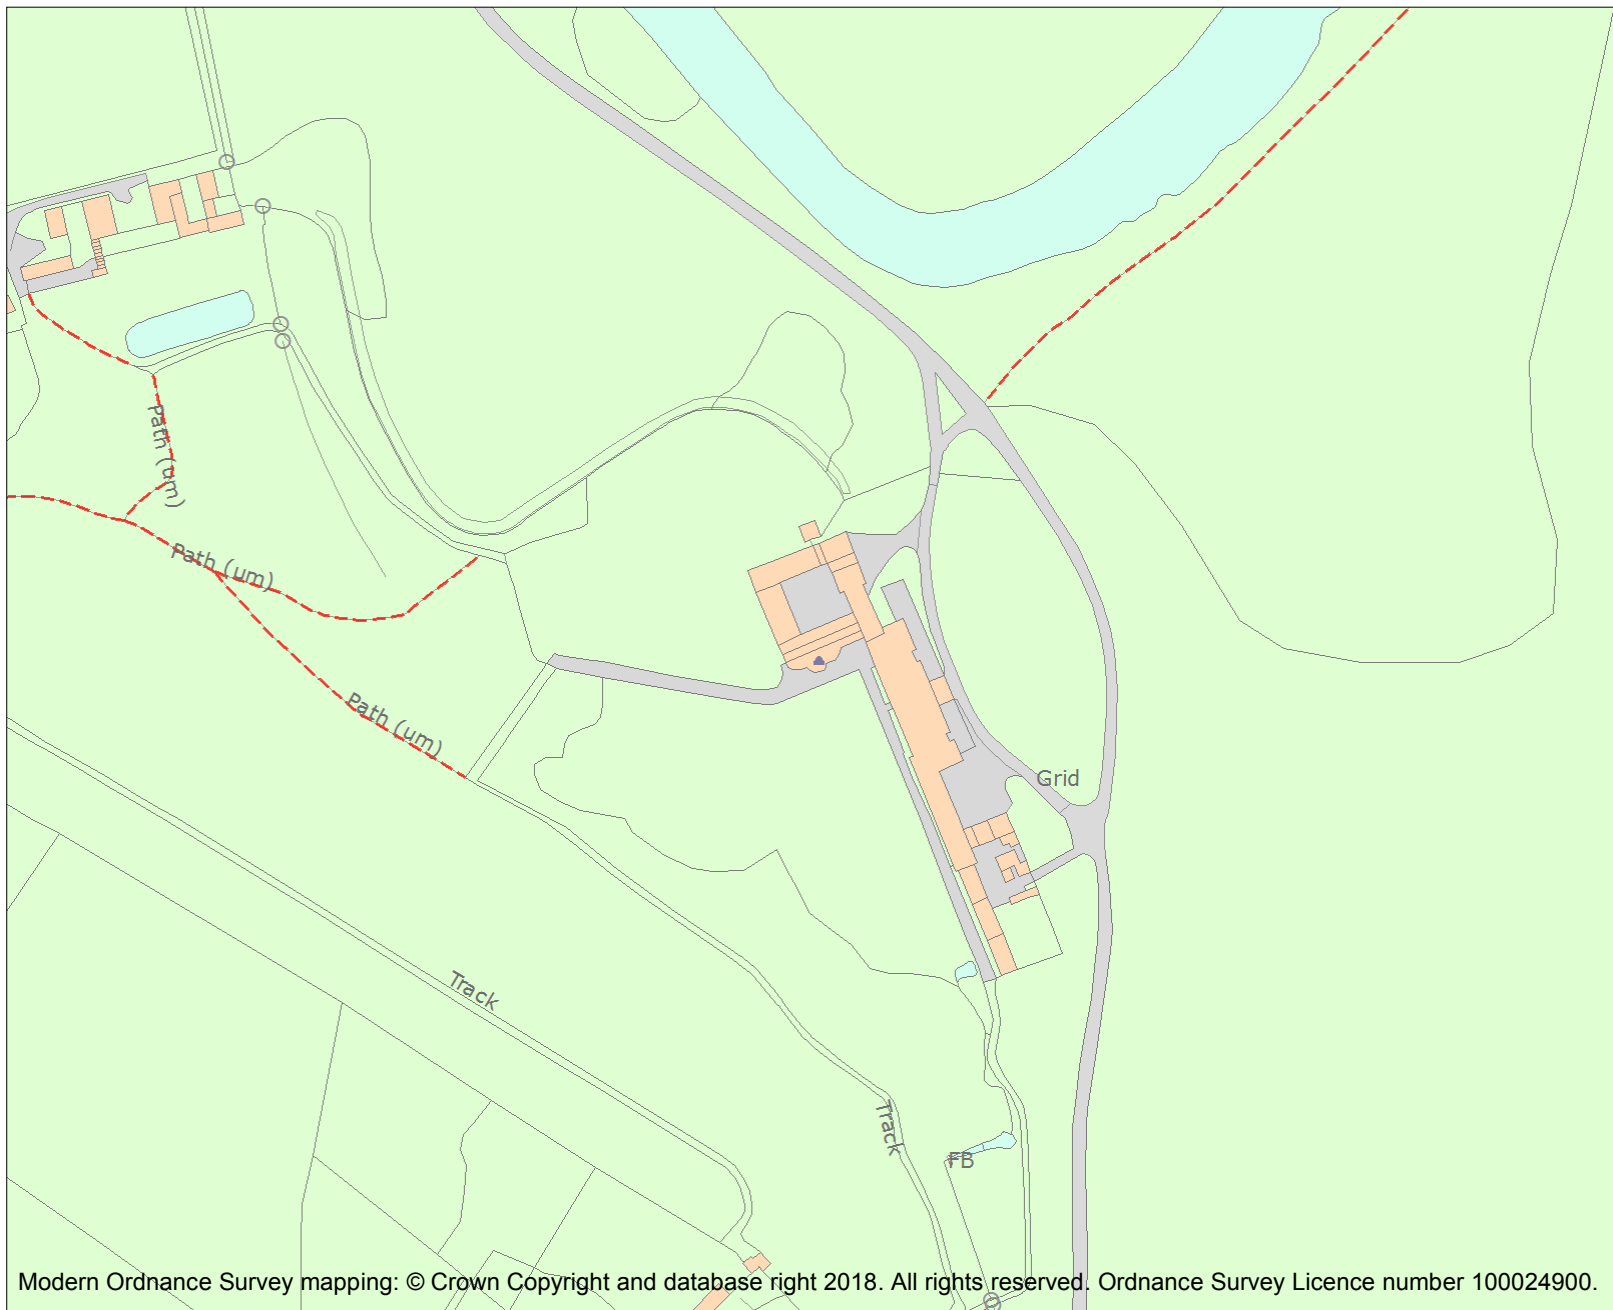 Path (um)
Path (um)
Path (um)
Grid
Track
Track
FB
Modern Ordnance Survey mapping: © Crown Copyright and database right 2018. All rights reserved. Ordnance Survey Licence number 100024900.